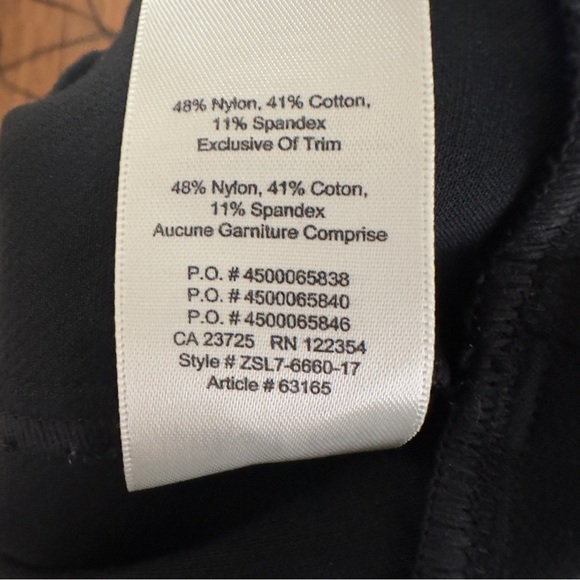 48% Nylon, 41% Cotton,
11% Spandex
Exclusive Of Trim
48% Nylon, 41% Coton,
11% Spandex
Aucune Garniture Comprise
P.O. # 4500065838
P.O. # 4500065840
P.O. # 4500065846
CA 23725 RN 122354
Style # ZSL7-6660-17
Article # 63165